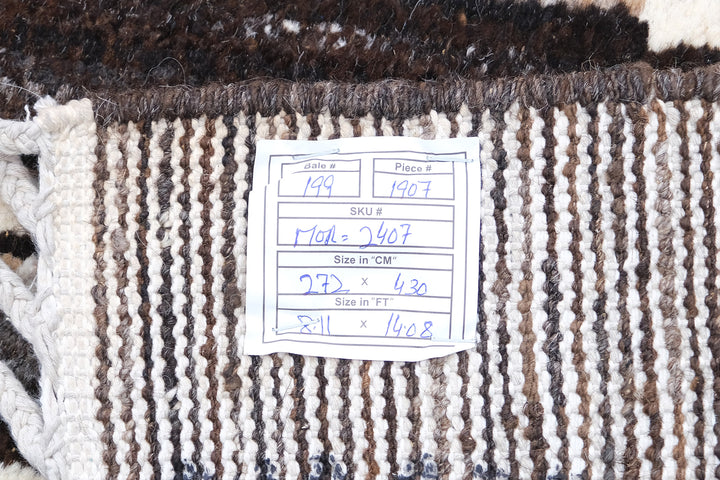 Bale # Piece #
199 1907
SKU #
MOR= 2407
Size in "CM"
272 x 430
Size in "FT"
8.11 x 14.08